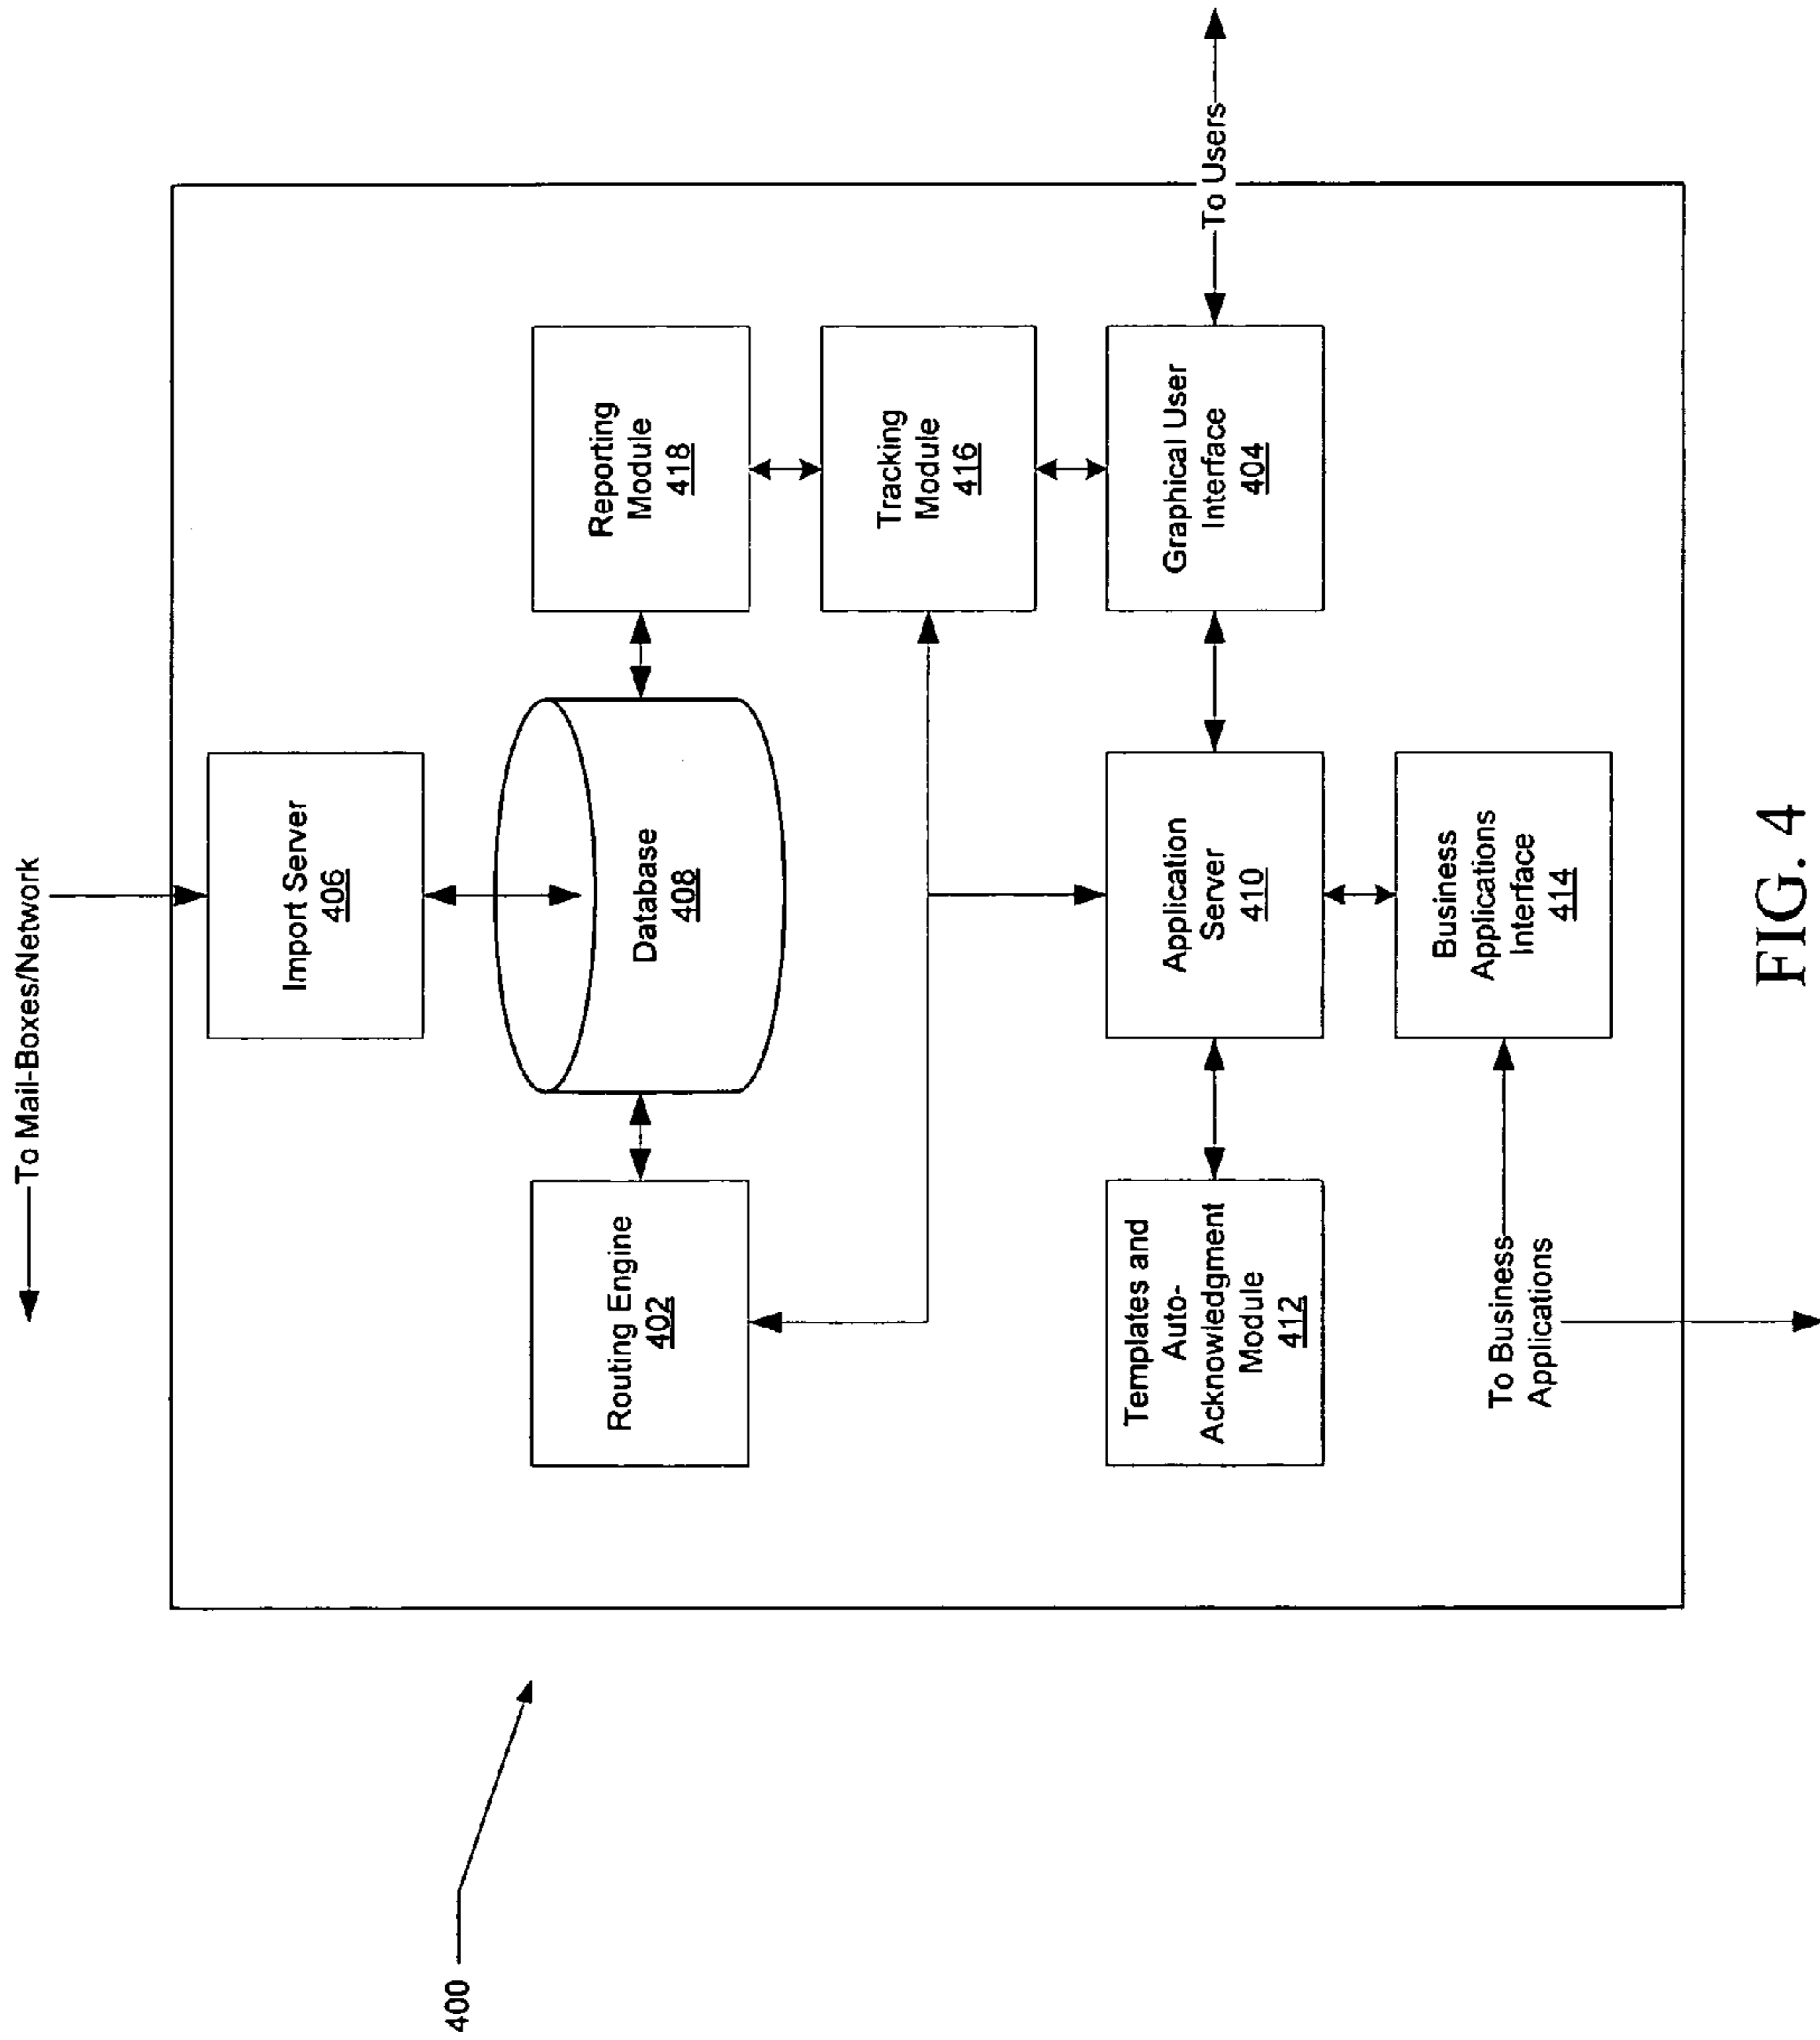 To Mail-Boxes/Network
400
Import Server
406
Routing Engine
402
Database
408
Reporting
Module
418
Tracking
Module
416
Templates and
Auto-
Acknowledgment
Module
412
Application
Server
410
Graphical User
Interface
404
To Users
To Business
Applications
Business
Applications
Interface
414
FIG. 4